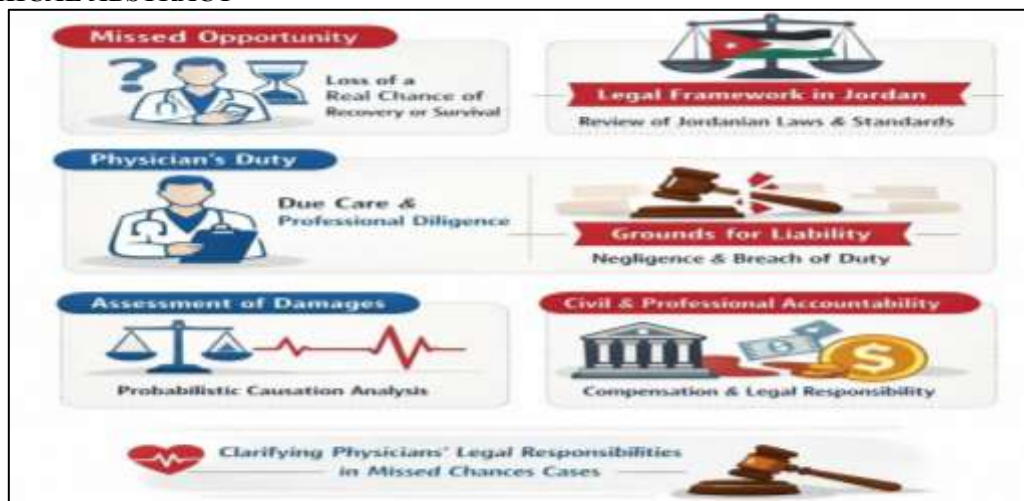 Missed Opportunity
Loss of a
Real Chance of
Recovery or Survival
Legal Framework in Jordan
Review of Jordanian Laws & Standards
Physician's Duty
Due Care &
Professional Diligence
Grounds for Liability
Negligence & Breach of Duty
Assessment of Damages
Probabilistic Causation Analysis
Civil & Professional Accountability
Compensation & Legal Responsibility
Clarifying Physicians' Legal Responsibilities
in Missed Chances Cases